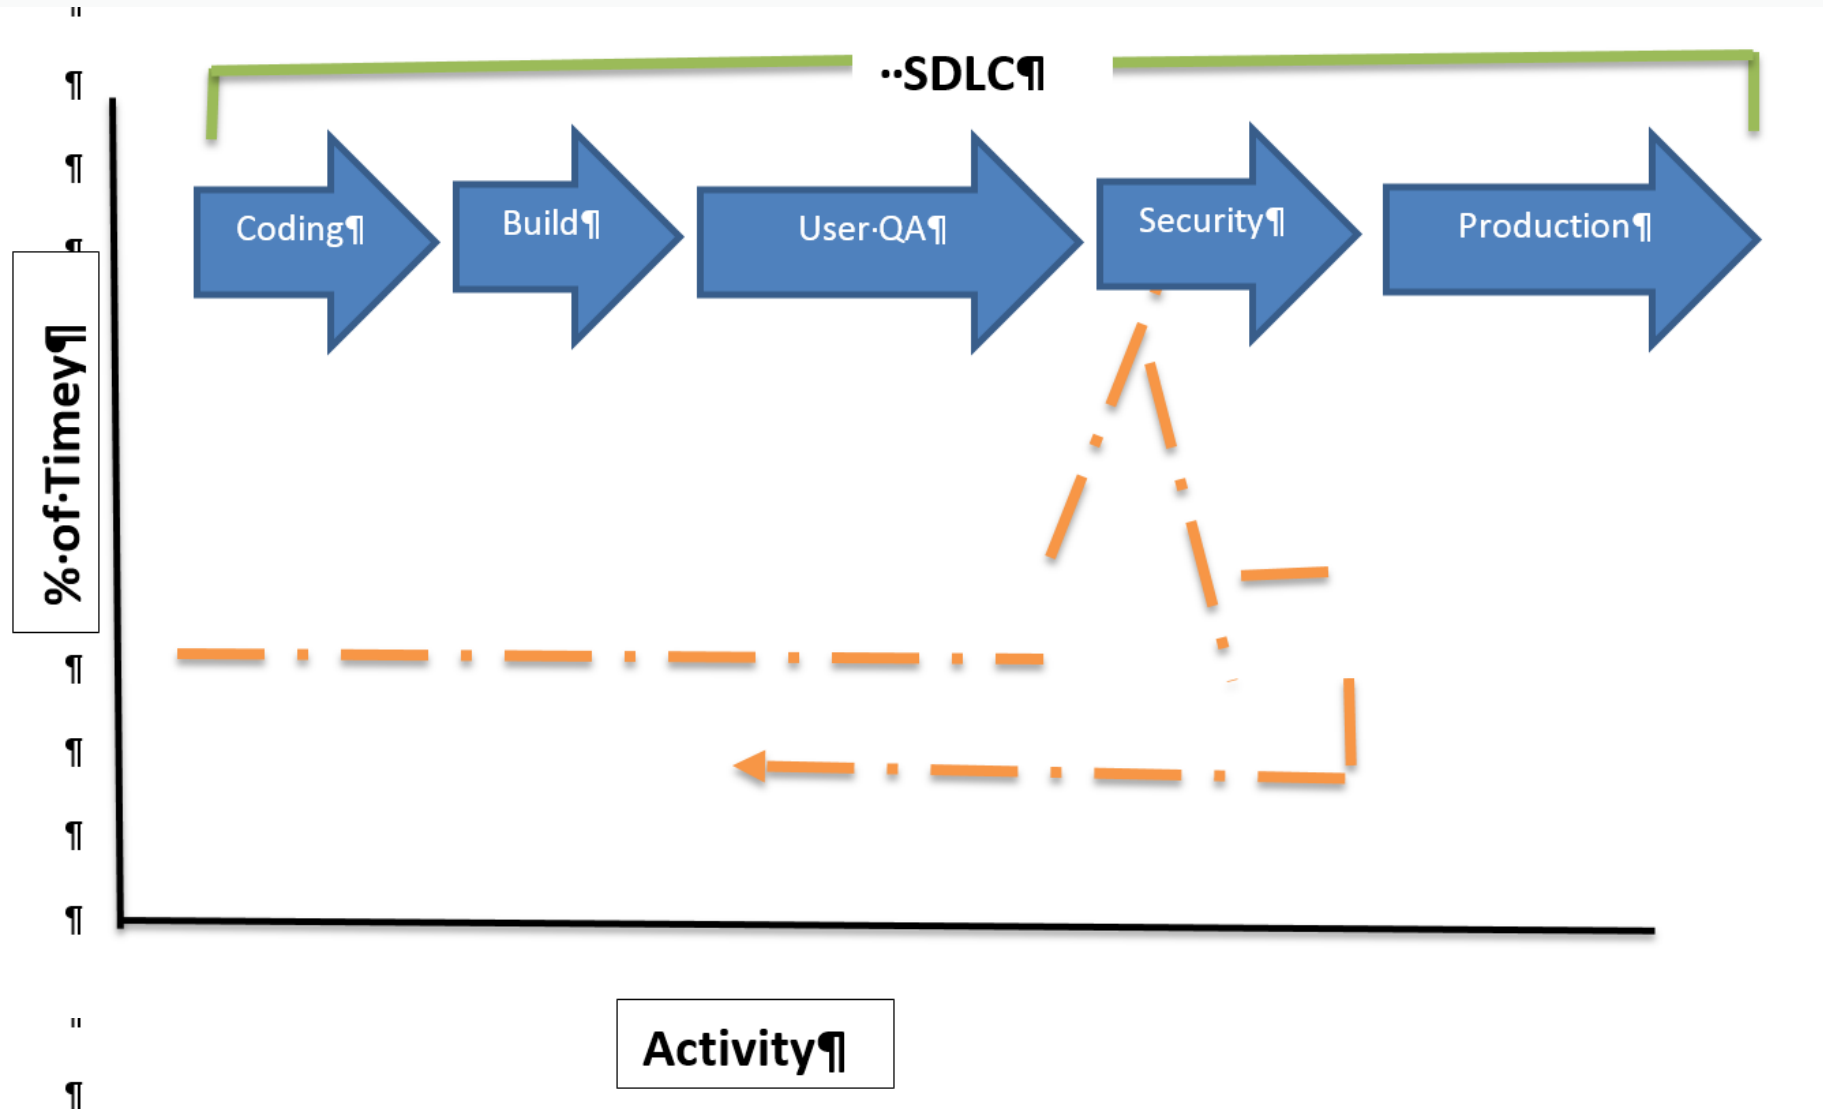 ¶
··SDLC¶
¶
Coding¶
Build¶
User·QA¶
Security¶
Production¶
¶
%·of·Timey¶
¶
¶
¶
¶
Activity¶
¶